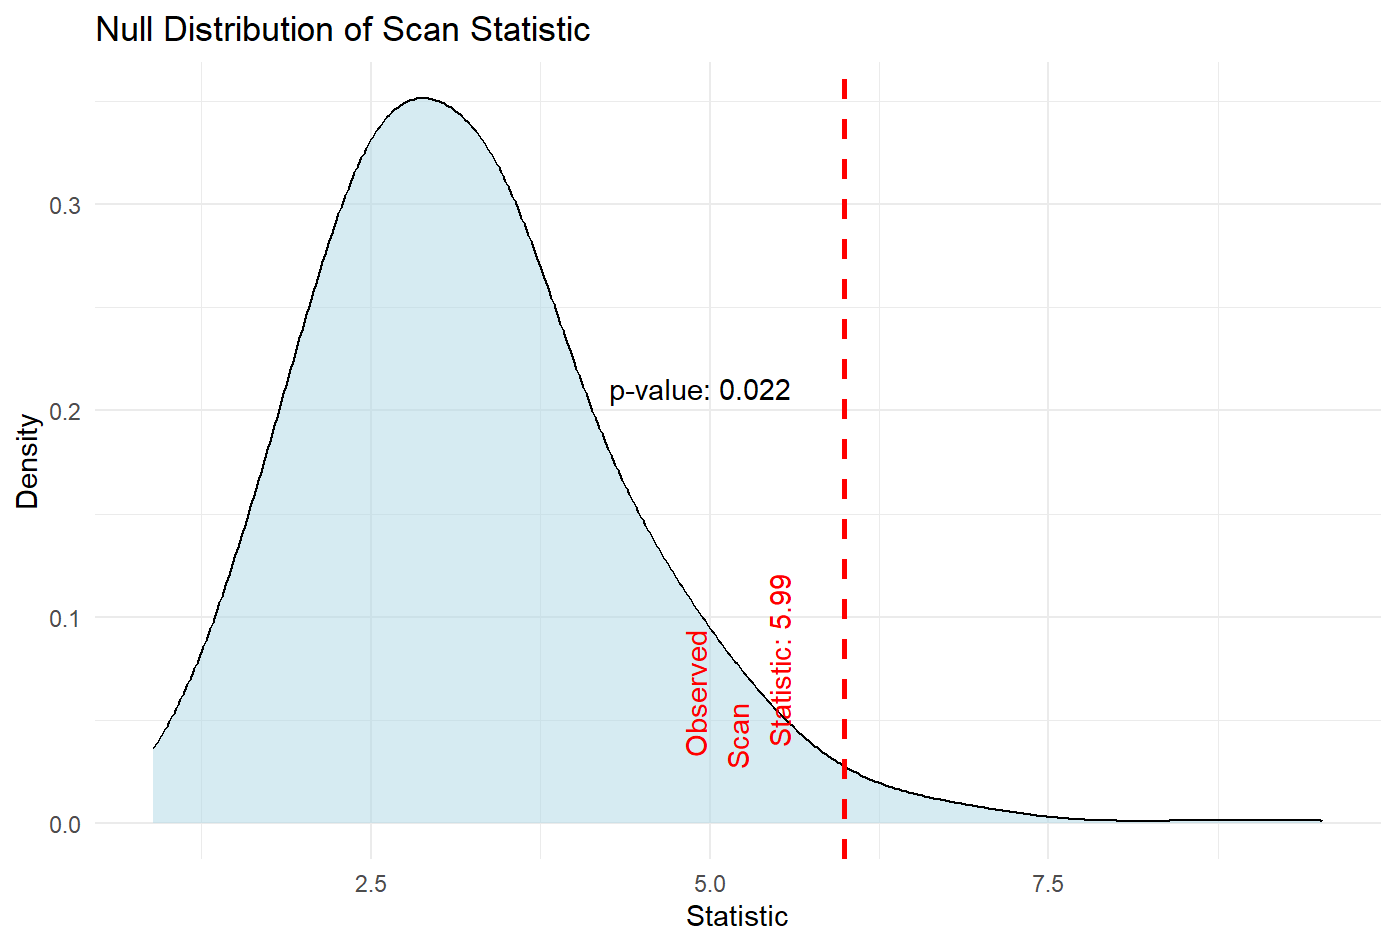 Null Distribution of Scan Statistic
Density
0.3
0.2
0.1
0.0
p-value: 0.022
Observed
Scan
Statistic: 5.99
2.5
5.0
7.5
Statistic